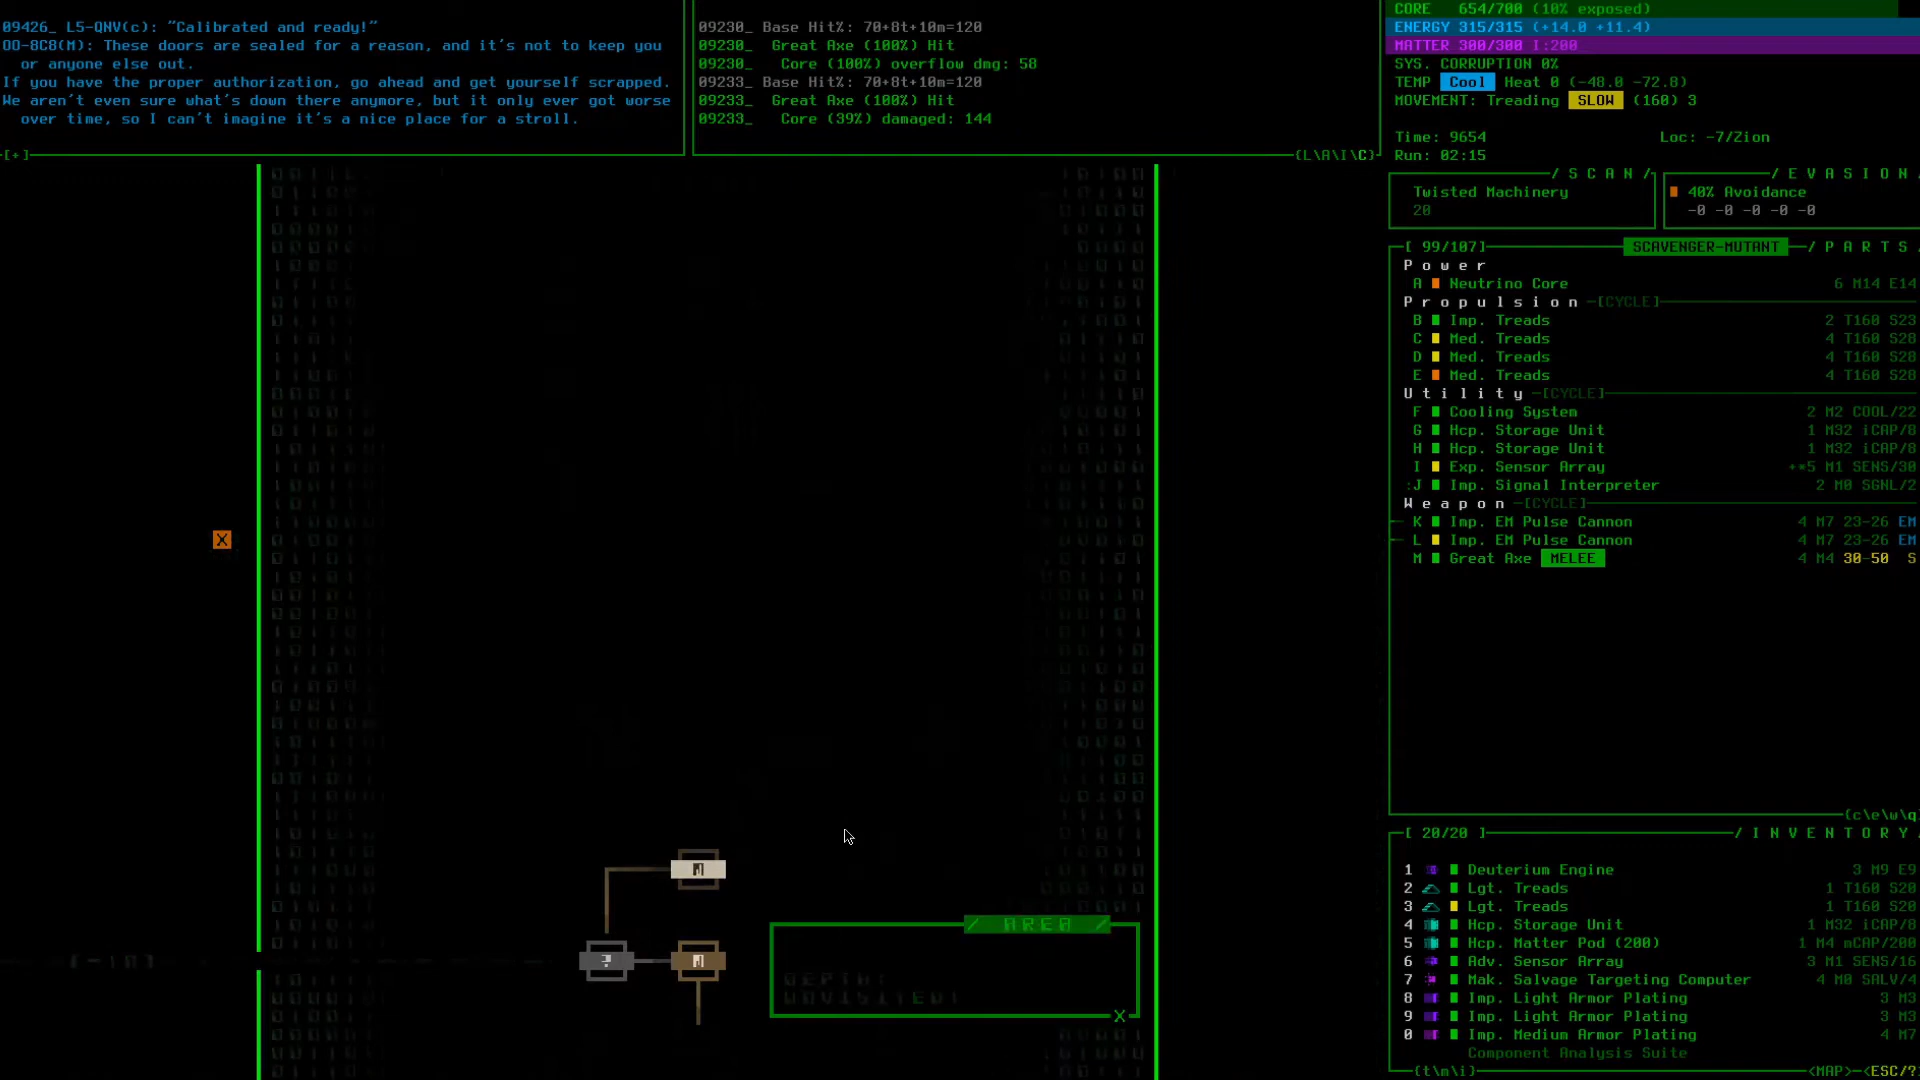 09426_ L5-QNV(c): "Calibrated and ready!"
OO-8C8(M): These doors are sealed for a reason, and it's not to keep you
or anyone else out.
If you have the proper authorization, go ahead and get yourself scrapped.
We aren't even sure what's down there anymore, but it only ever got worse
over time, so I can't imagine it's a nice place for a stroll.
[+]
09230_ Base Hit%: 70+8t+10m=120
09230_ Great Axe (100%) Hit
09230_ Core (100%) overflow dmg: 58
09233_ Base Hit%: 70+8t+10m=120
09233_ Great Axe (100%) Hit
09233_ Core (39%) damaged: 144
(L\A\I\C)
CORE 654/700 (10% exposed)
ENERGY 315/315 (+14.0 +11.4)
MATTER 300/300 I:200
SYS. CORRUPTION 0%
TEMP Cool Heat 0 (-48.0 -72.8)
MOVEMENT: Treading SLOW (160) 3
Time: 9654 Loc: -7/Zion
Run: 02:15
/ S C A N /
Twisted Machinery
20
/ E V A S I O N
40% Avoidance
-0 -0 -0 -0 -0
[ 99/107] SCAVENGER-MUTANT / P A R T S /
Power
A Neutrino Core 6 M14 E14
Propulsion [CYCLE]
B Imp. Treads 2 T160 S23
C Med. Treads 4 T160 S28
D Med. Treads 4 T160 S28
E Med. Treads 4 T160 S28
Utility [CYCLE]
F Cooling System 2 M2 COOL/22
G Hcp. Storage Unit 1 M32 iCAP/8
H Hcp. Storage Unit 1 M32 iCAP/8
I Exp. Sensor Array **5 M1 SENS/30
:J Imp. Signal Interpreter 2 M0 SGNL/2
Weapon [CYCLE]
K Imp. EM Pulse Cannon 4 M7 23-26 EM
L Imp. EM Pulse Cannon 4 M7 23-26 EM
M Great Axe MELEE 4 M4 30-50 S
(c\e\w\q
[ 20/20 ] / I N V E N T O R Y /
1 Deuterium Engine 3 M9 E9
2 Lgt. Treads 1 T160 S20
3 Lgt. Treads 1 T160 S20
4 Hcp. Storage Unit 1 M32 iCAP/8
5 Hcp. Matter Pod (200) 1 M4 mCAP/200
6 Adv. Sensor Array 3 M1 SENS/16
7 Mak. Salvage Targeting Computer 4 M0 SALV/4
8 Imp. Light Armor Plating 3 M3
9 Imp. Light Armor Plating 3 M3
0 Imp. Medium Armor Plating 4 M7
Component Analysis Suite
(t\m\i) <MAP> <ESC/?
X
M
?
M
/ AREA /
DEPTH:
UNVISITED:
X